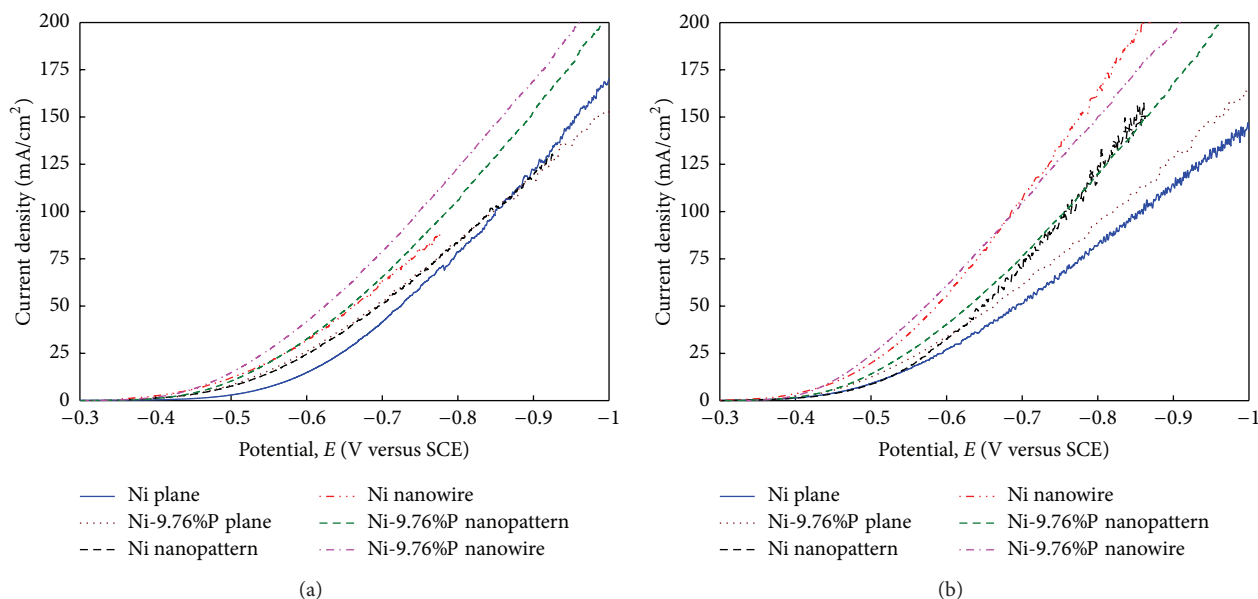 200
175
150
125
100
75
50
25
0
Current density (mA/cm²)
−0.3 −0.4 −0.5 −0.6 −0.7 −0.8 −0.9 −1
Potential, E (V versus SCE)
Ni plane
Ni-9.76%P plane
Ni nanopattern
Ni nanowire
Ni-9.76%P nanopattern
Ni-9.76%P nanowire
(a)
200
175
150
125
100
75
50
25
0
Current density (mA/cm²)
−0.3 −0.4 −0.5 −0.6 −0.7 −0.8 −0.9 −1
Potential, E (V versus SCE)
Ni plane
Ni-9.76%P plane
Ni nanopattern
Ni nanowire
Ni-9.76%P nanopattern
Ni-9.76%P nanowire
(b)